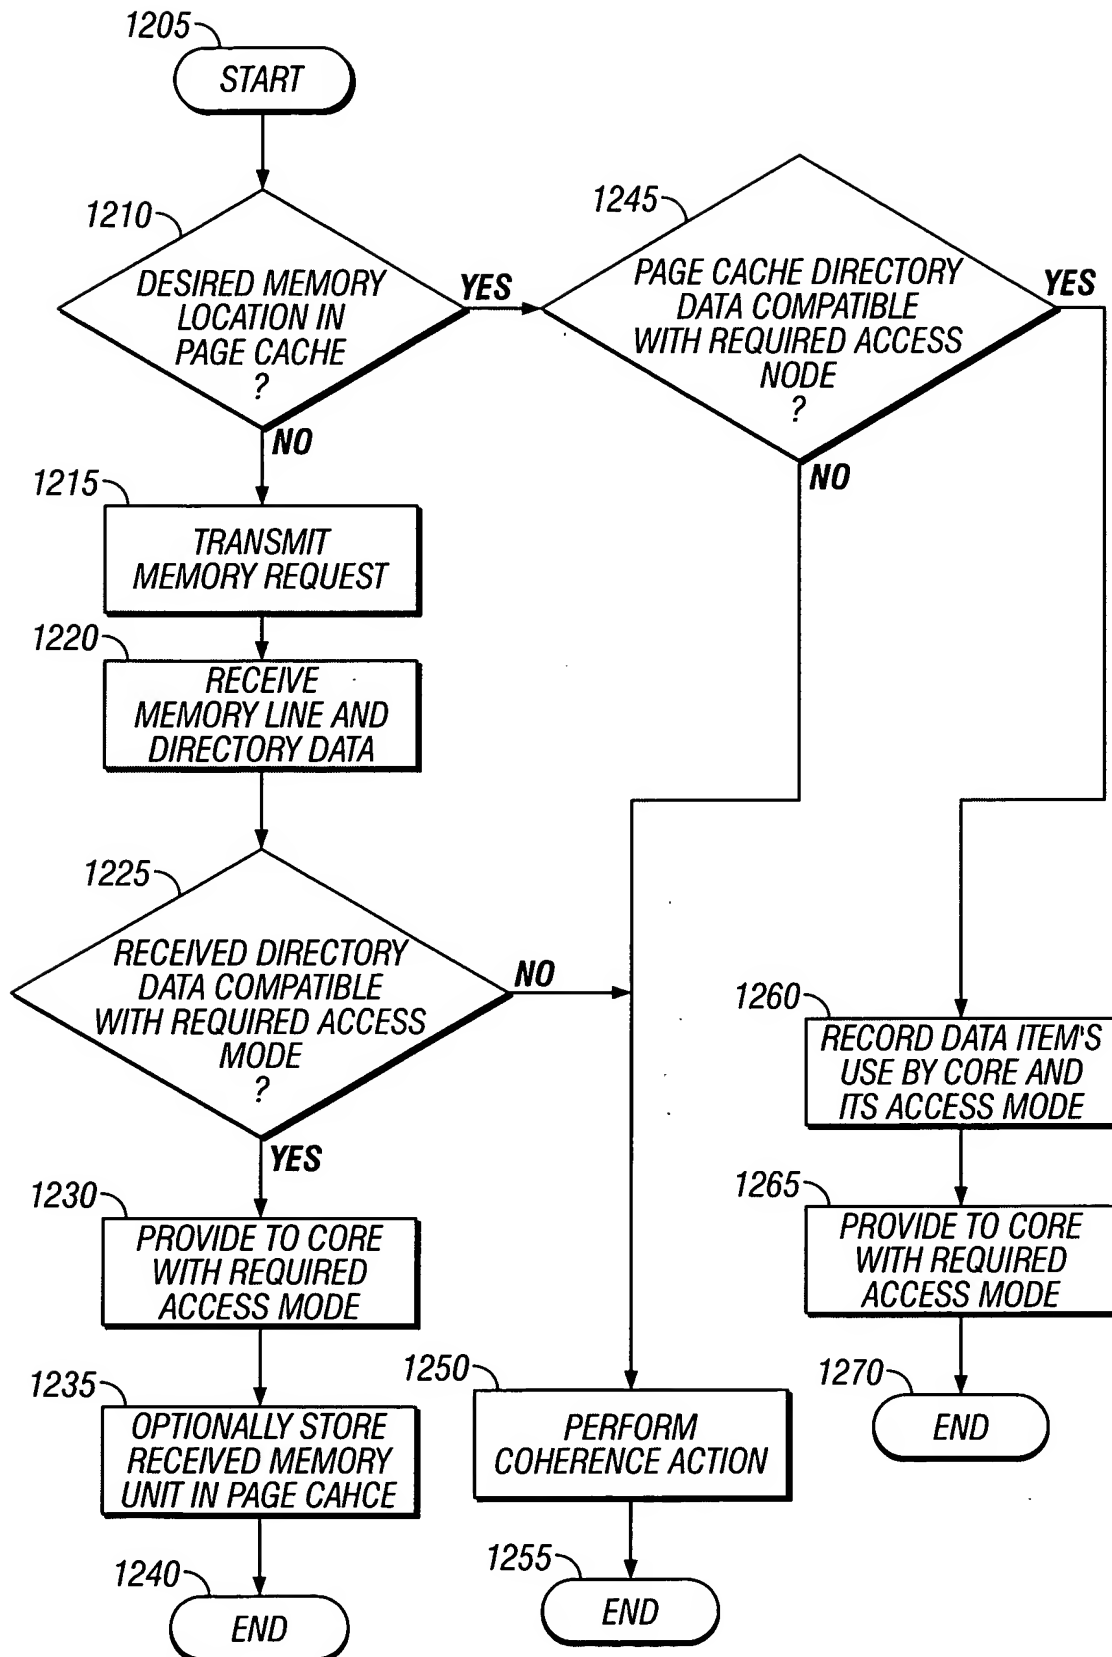 1205
START
1210
DESIRED MEMORY
LOCATION IN
PAGE CACHE
?
YES
NO
1245
PAGE CACHE DIRECTORY
DATA COMPATIBLE
WITH REQUIRED ACCESS
NODE
?
YES
NO
1215
TRANSMIT
MEMORY REQUEST
1220
RECEIVE
MEMORY LINE AND
DIRECTORY DATA
1225
RECEIVED DIRECTORY
DATA COMPATIBLE
WITH REQUIRED ACCESS
MODE
?
NO
YES
1230
PROVIDE TO CORE
WITH REQUIRED
ACCESS MODE
1235
OPTIONALLY STORE
RECEIVED MEMORY
UNIT IN PAGE CAHCE
1240
END
1250
PERFORM
COHERENCE ACTION
1255
END
1260
RECORD DATA ITEM'S
USE BY CORE AND
ITS ACCESS MODE
1265
PROVIDE TO CORE
WITH REQUIRED
ACCESS MODE
1270
END